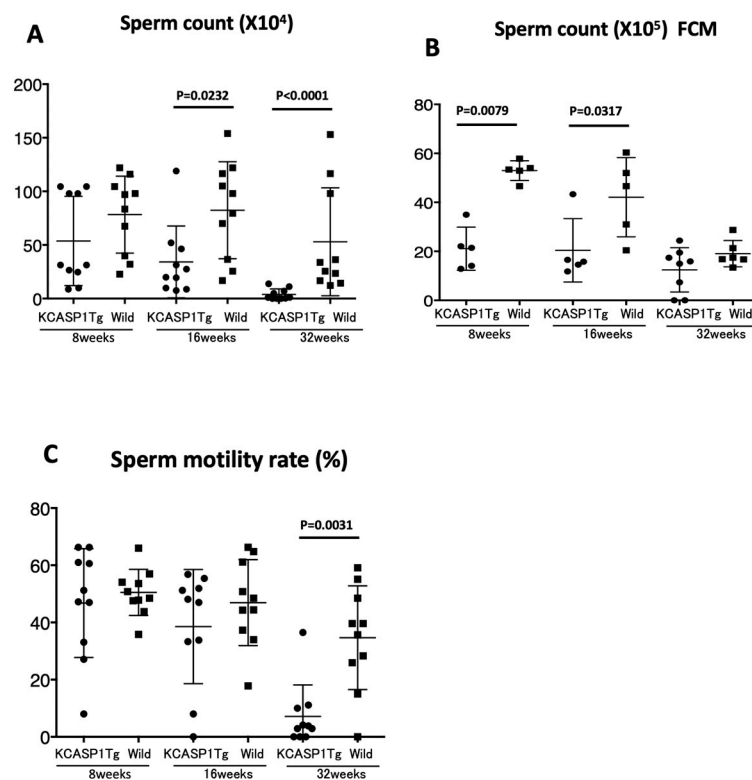 A
Sperm count (X10⁴)
P=0.0232
P<0.0001
200
150
100
50
0
KCASP1Tg Wild KCASP1Tg Wild KCASP1Tg Wild
8weeks 16weeks 32weeks
B
Sperm count (X10⁵) FCM
P=0.0079
P=0.0317
80
60
40
20
0
KCASP1Tg Wild KCASP1Tg Wild KCASP1Tg Wild
8weeks 16weeks 32weeks
C
Sperm motility rate (%)
P=0.0031
80
60
40
20
0
KCASP1Tg Wild KCASP1Tg Wild KCASP1Tg Wild
8weeks 16weeks 32weeks